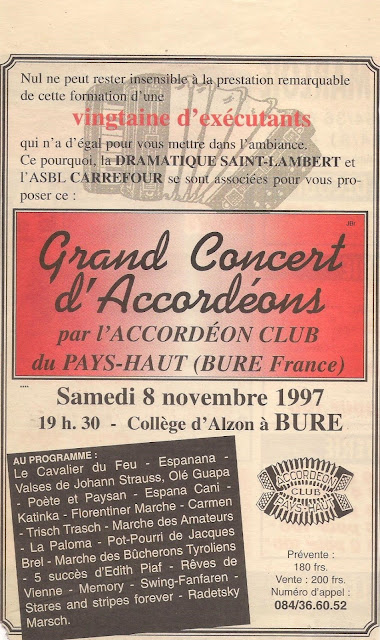 Nul ne peut rester insensible à la prestation remarquable
de cette formation d'une
vingtaine d'exécutants
qui n'a d'égal pour vous mettre dans l'ambiance.
Ce pourquoi, la DRAMATIQUE SAINT-LAMBERT et
l'ASBL CARREFOUR se sont associées pour vous pro-
poser ce :
Grand Concert
d'Accordéons
par l'ACCORDÉON CLUB
du PAYS-HAUT (BURE France)
Samedi 8 novembre 1997
19 h. 30 - Collège d'Alzon à BURE
AU PROGRAMME :
Le Cavalier du Feu - Espanana -
Valses de Johann Strauss, Olé Guapa
- Poète et Paysan - Espana Cani -
Katinka - Florentiner Marche - Carmen
- Trisch Trasch - Marche des Amateurs
- La Paloma - Pot-Pourri de Jacques
Brel - Marche des Bûcherons Tyroliens
- 5 succès d'Edith Piaf - Rêves de
Vienne - Memory - Swing-Fanfaren -
Stares and stripes forever - Radetsky
Marsch.
ACCORDEON
CLUB
PAYS-HAUT
Prévente :
180 frs.
Vente : 200 frs.
Numéro d'appel :
084/36.60.52